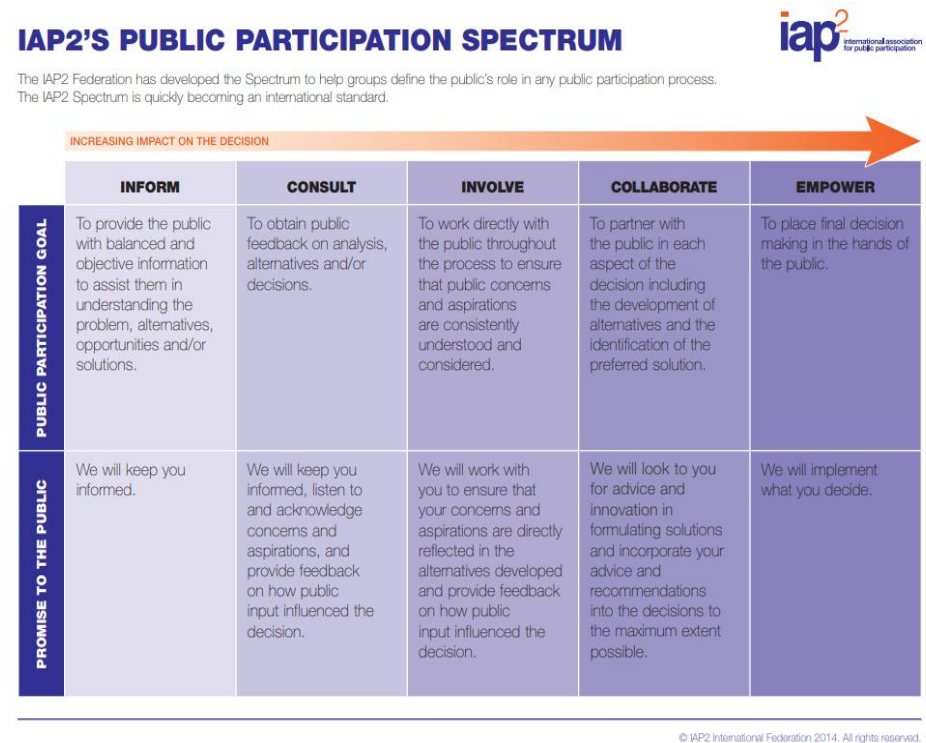 IAP2'S PUBLIC PARTICIPATION SPECTRUM
iap2
international association
for public participation
The IAP2 Federation has developed the Spectrum to help groups define the public's role in any public participation process.
The IAP2 Spectrum is quickly becoming an international standard.
INCREASING IMPACT ON THE DECISION
INFORM
CONSULT
INVOLVE
COLLABORATE
EMPOWER
PUBLIC PARTICIPATION GOAL
To provide the public
with balanced and
objective information
to assist them in
understanding the
problem, alternatives,
opportunities and/or
solutions.
To obtain public
feedback on analysis,
alternatives and/or
decisions.
To work directly with
the public throughout
the process to ensure
that public concerns
and aspirations
are consistently
understood and
considered.
To partner with
the public in each
aspect of the
decision including
the development of
alternatives and the
identification of the
preferred solution.
To place final decision
making in the hands of
the public.
PROMISE TO THE PUBLIC
We will keep you
informed.
We will keep you
informed, listen to
and acknowledge
concerns and
aspirations, and
provide feedback
on how public
input influenced the
decision.
We will work with
you to ensure that
your concerns and
aspirations are directly
reflected in the
alternatives developed
and provide feedback
on how public
input influenced the
decision.
We will look to you
for advice and
innovation in
formulating solutions
and incorporate your
advice and
recommendations
into the decisions to
the maximum extent
possible.
We will implement
what you decide.
© IAP2 International Federation 2014. All rights reserved.